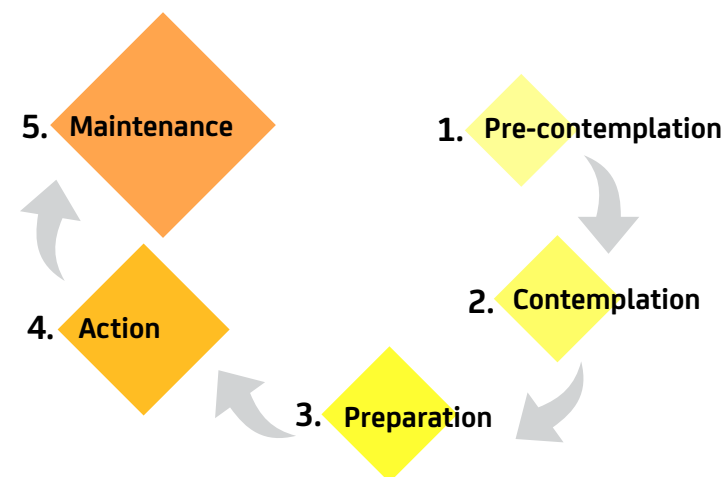 1. Pre-contemplation
2. Contemplation
3. Preparation
4. Action
5. Maintenance